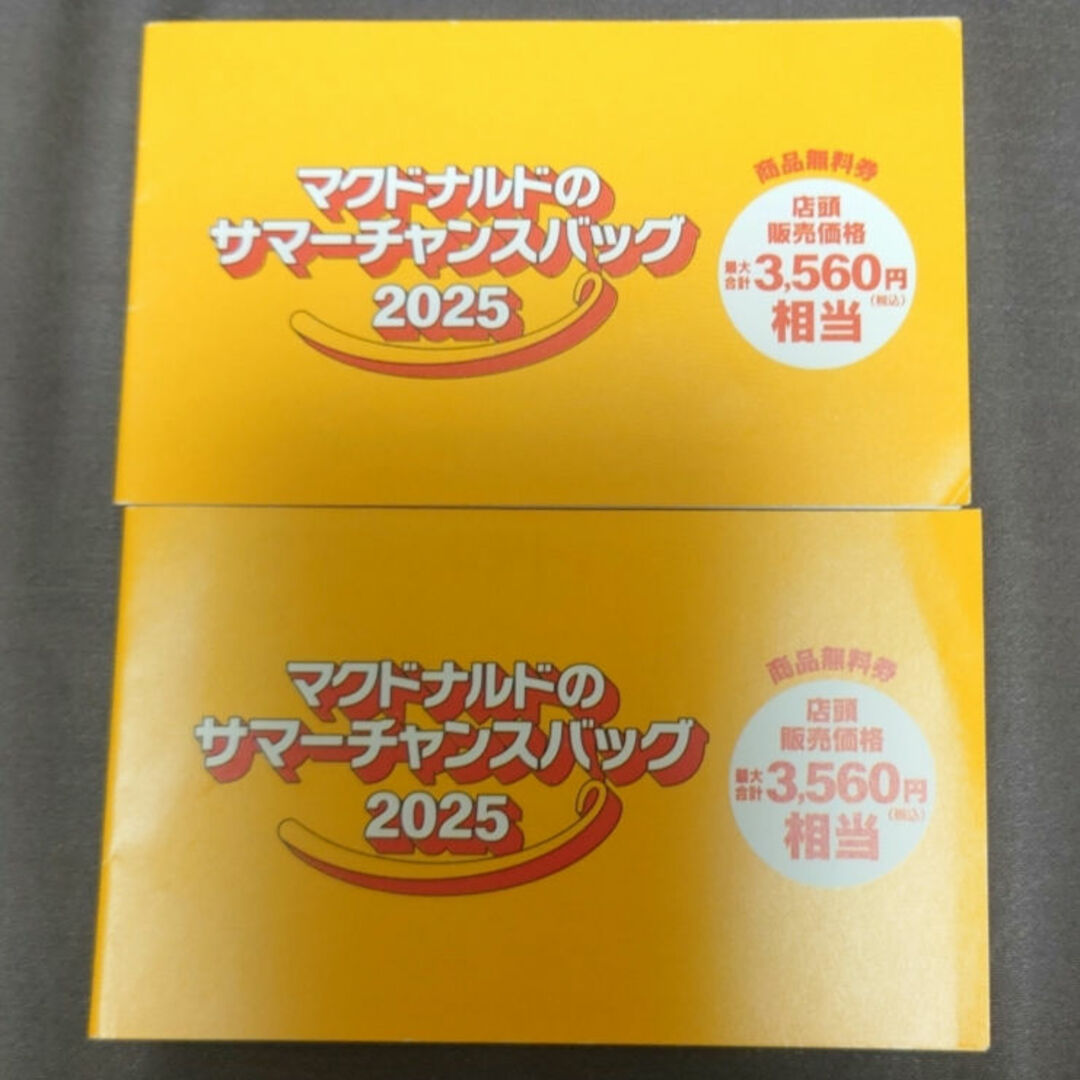 マクドナルドの
サマーチャンスバッグ
2025
商品無料券
店頭
販売価格
最大
合計 3,560円
(税込)
相当
マクドナルドの
サマーチャンスバッグ
2025
商品無料券
店頭
販売価格
最大
合計 3,560円
(税込)
相当